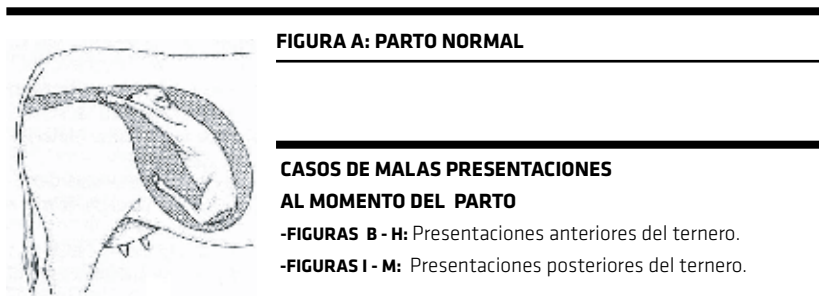 FIGURA A: PARTO NORMAL
CASOS DE MALAS PRESENTACIONES
AL MOMENTO DEL PARTO
-FIGURAS B - H: Presentaciones anteriores del ternero.
-FIGURAS I - M: Presentaciones posteriores del ternero.